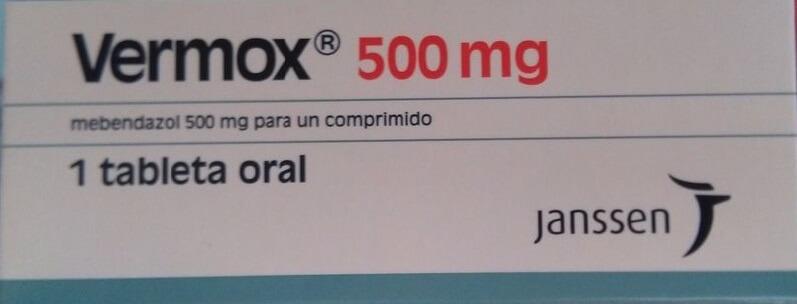 Vermox® 500 mg
mebendazol 500 mg para un comprimido
1 tableta oral
janssen